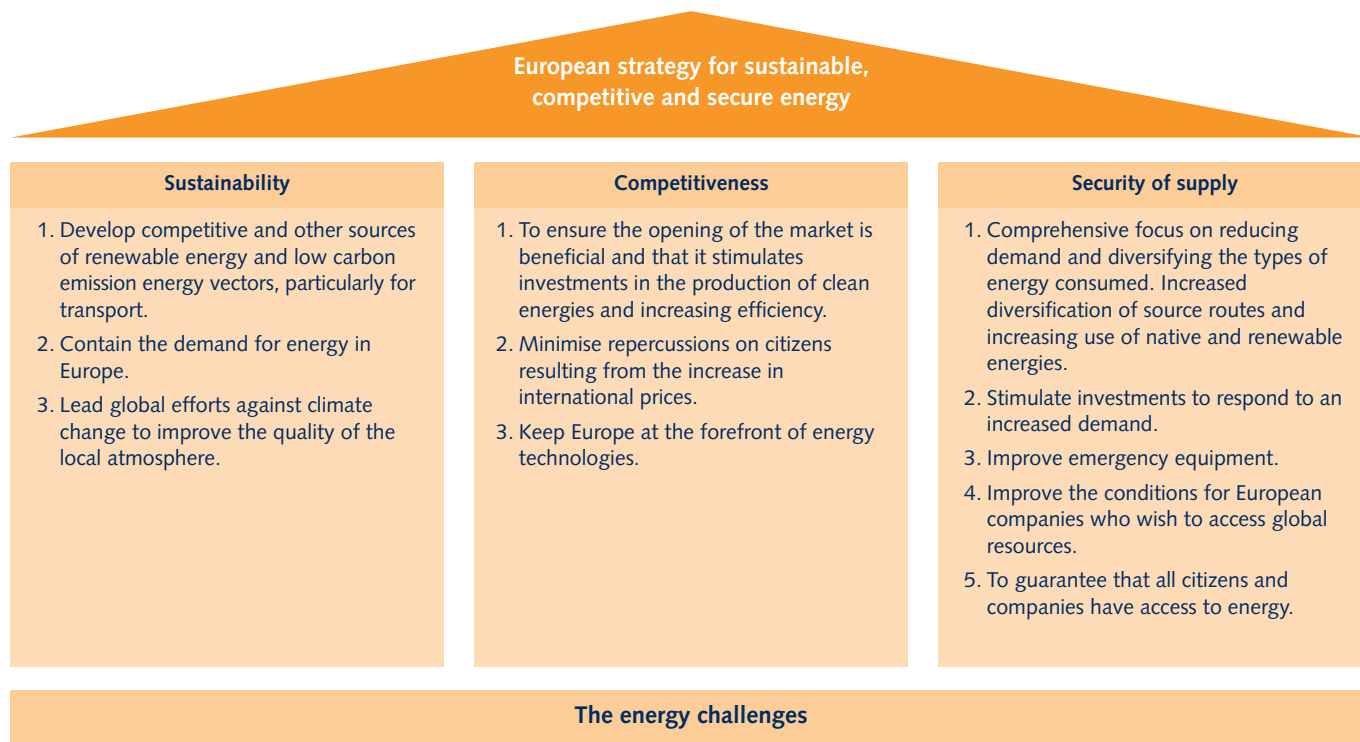 European strategy for sustainable,
competitive and secure energy
Sustainability
1. Develop competitive and other sources
of renewable energy and low carbon
emission energy vectors, particularly for
transport.
2. Contain the demand for energy in
Europe.
3. Lead global efforts against climate
change to improve the quality of the
local atmosphere.
Competitiveness
1. To ensure the opening of the market is
beneficial and that it stimulates
investments in the production of clean
energies and increasing efficiency.
2. Minimise repercussions on citizens
resulting from the increase in
international prices.
3. Keep Europe at the forefront of energy
technologies.
Security of supply
1. Comprehensive focus on reducing
demand and diversifying the types of
energy consumed. Increased
diversification of source routes and
increasing use of native and renewable
energies.
2. Stimulate investments to respond to an
increased demand.
3. Improve emergency equipment.
4. Improve the conditions for European
companies who wish to access global
resources.
5. To guarantee that all citizens and
companies have access to energy.
The energy challenges